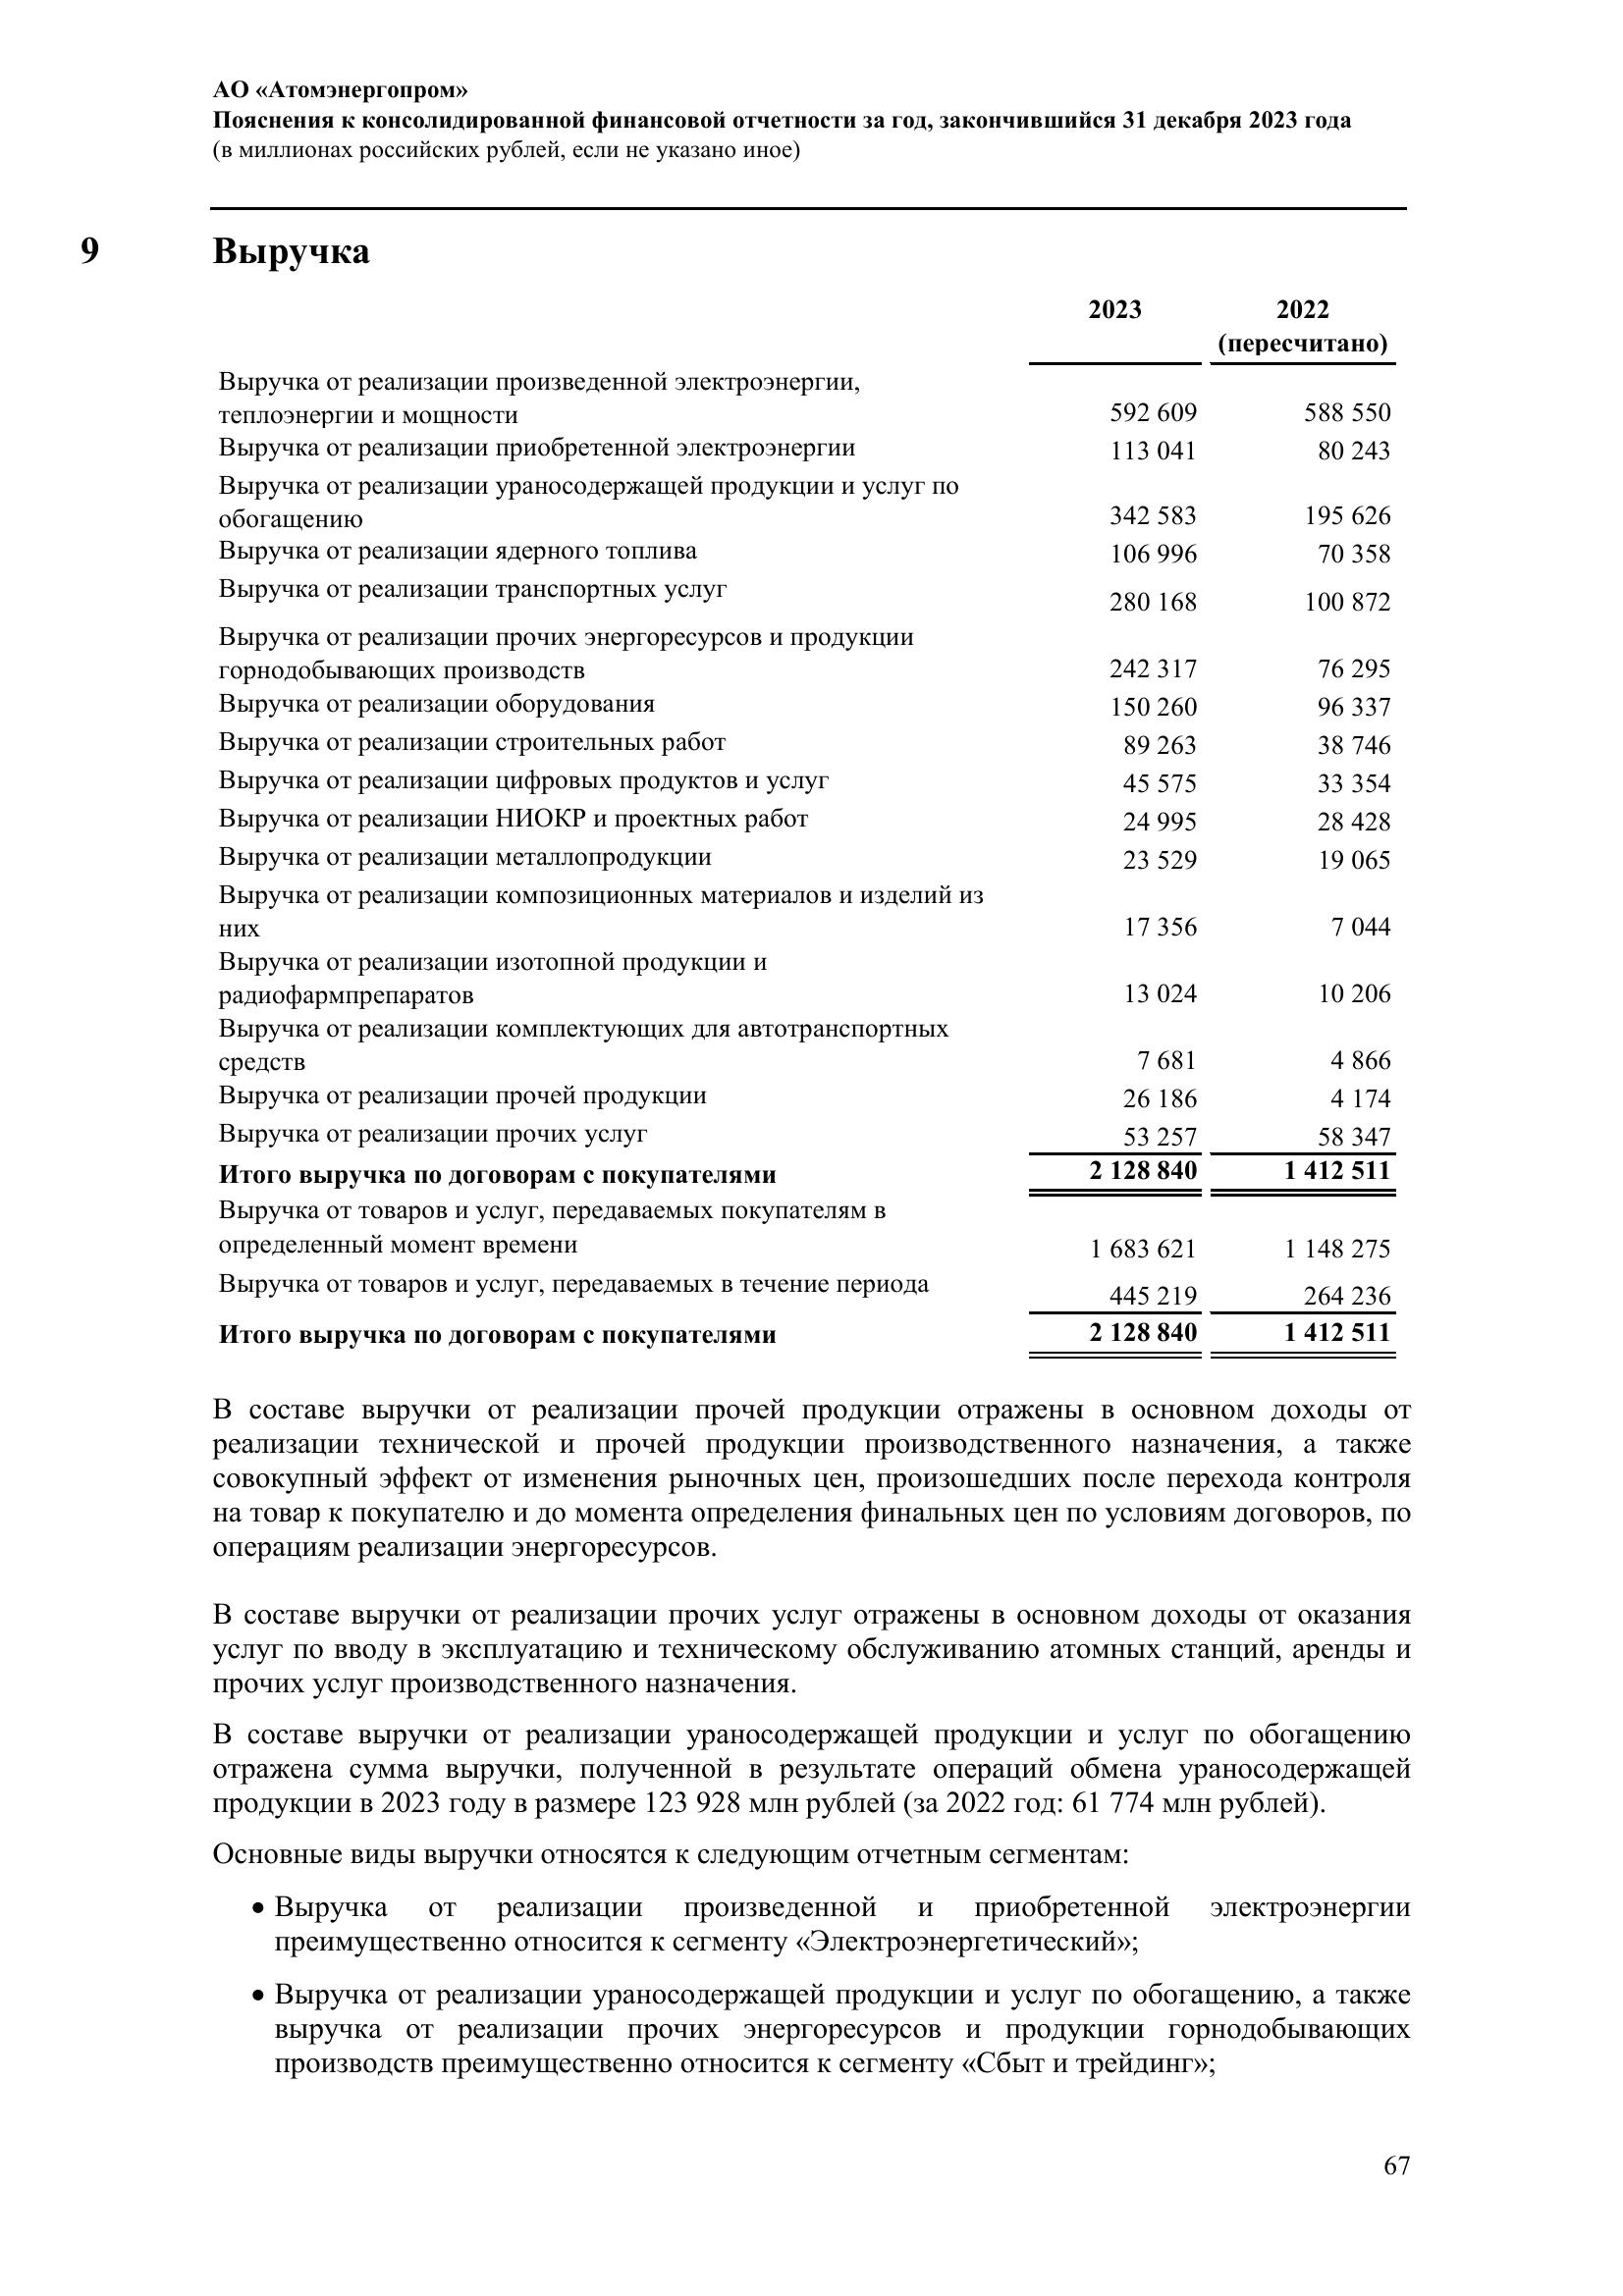 АО «Атомэнергопром»
Пояснения к консолидированной финансовой отчетности за год, закончившийся 31 декабря 2023 года
(в миллионах российских рублей, если не указано иное)
9 Выручка
2023 2022
(пересчитано)
Выручка от реализации произведенной электроэнергии,
теплоэнергии и мощности 592 609 588 550
Выручка от реализации приобретенной электроэнергии 113 041 80 243
Выручка от реализации ураносодержащей продукции и услуг по
обогащению 342 583 195 626
Выручка от реализации ядерного топлива 106 996 70 358
Выручка от реализации транспортных услуг 280 168 100 872
Выручка от реализации прочих энергоресурсов и продукции
горнодобывающих производств 242 317 76 295
Выручка от реализации оборудования 150 260 96 337
Выручка от реализации строительных работ 89 263 38 746
Выручка от реализации цифровых продуктов и услуг 45 575 33 354
Выручка от реализации НИОКР и проектных работ 24 995 28 428
Выручка от реализации металлопродукции 23 529 19 065
Выручка от реализации композиционных материалов и изделий из
них 17 356 7 044
Выручка от реализации изотопной продукции и
радиофармпрепаратов 13 024 10 206
Выручка от реализации комплектующих для автотранспортных
средств 7 681 4 866
Выручка от реализации прочей продукции 26 186 4 174
Выручка от реализации прочих услуг 53 257 58 347
Итого выручка по договорам с покупателями 2 128 840 1 412 511
Выручка от товаров и услуг, передаваемых покупателям в
определенный момент времени 1 683 621 1 148 275
Выручка от товаров и услуг, передаваемых в течение периода 445 219 264 236
Итого выручка по договорам с покупателями 2 128 840 1 412 511
В составе выручки от реализации прочей продукции отражены в основном доходы от
реализации технической и прочей продукции производственного назначения, а также
совокупный эффект от изменения рыночных цен, произошедших после перехода контроля
на товар к покупателю и до момента определения финальных цен по условиям договоров, по
операциям реализации энергоресурсов.
В составе выручки от реализации прочих услуг отражены в основном доходы от оказания
услуг по вводу в эксплуатацию и техническому обслуживанию атомных станций, аренды и
прочих услуг производственного назначения.
В составе выручки от реализации ураносодержащей продукции и услуг по обогащению
отражена сумма выручки, полученной в результате операций обмена ураносодержащей
продукции в 2023 году в размере 123 928 млн рублей (за 2022 год: 61 774 млн рублей).
Основные виды выручки относятся к следующим отчетным сегментам:
• Выручка от реализации произведенной и приобретенной электроэнергии
преимущественно относится к сегменту «Электроэнергетический»;
• Выручка от реализации ураносодержащей продукции и услуг по обогащению, а также
выручка от реализации прочих энергоресурсов и продукции горнодобывающих
производств преимущественно относится к сегменту «Сбыт и трейдинг»;
67